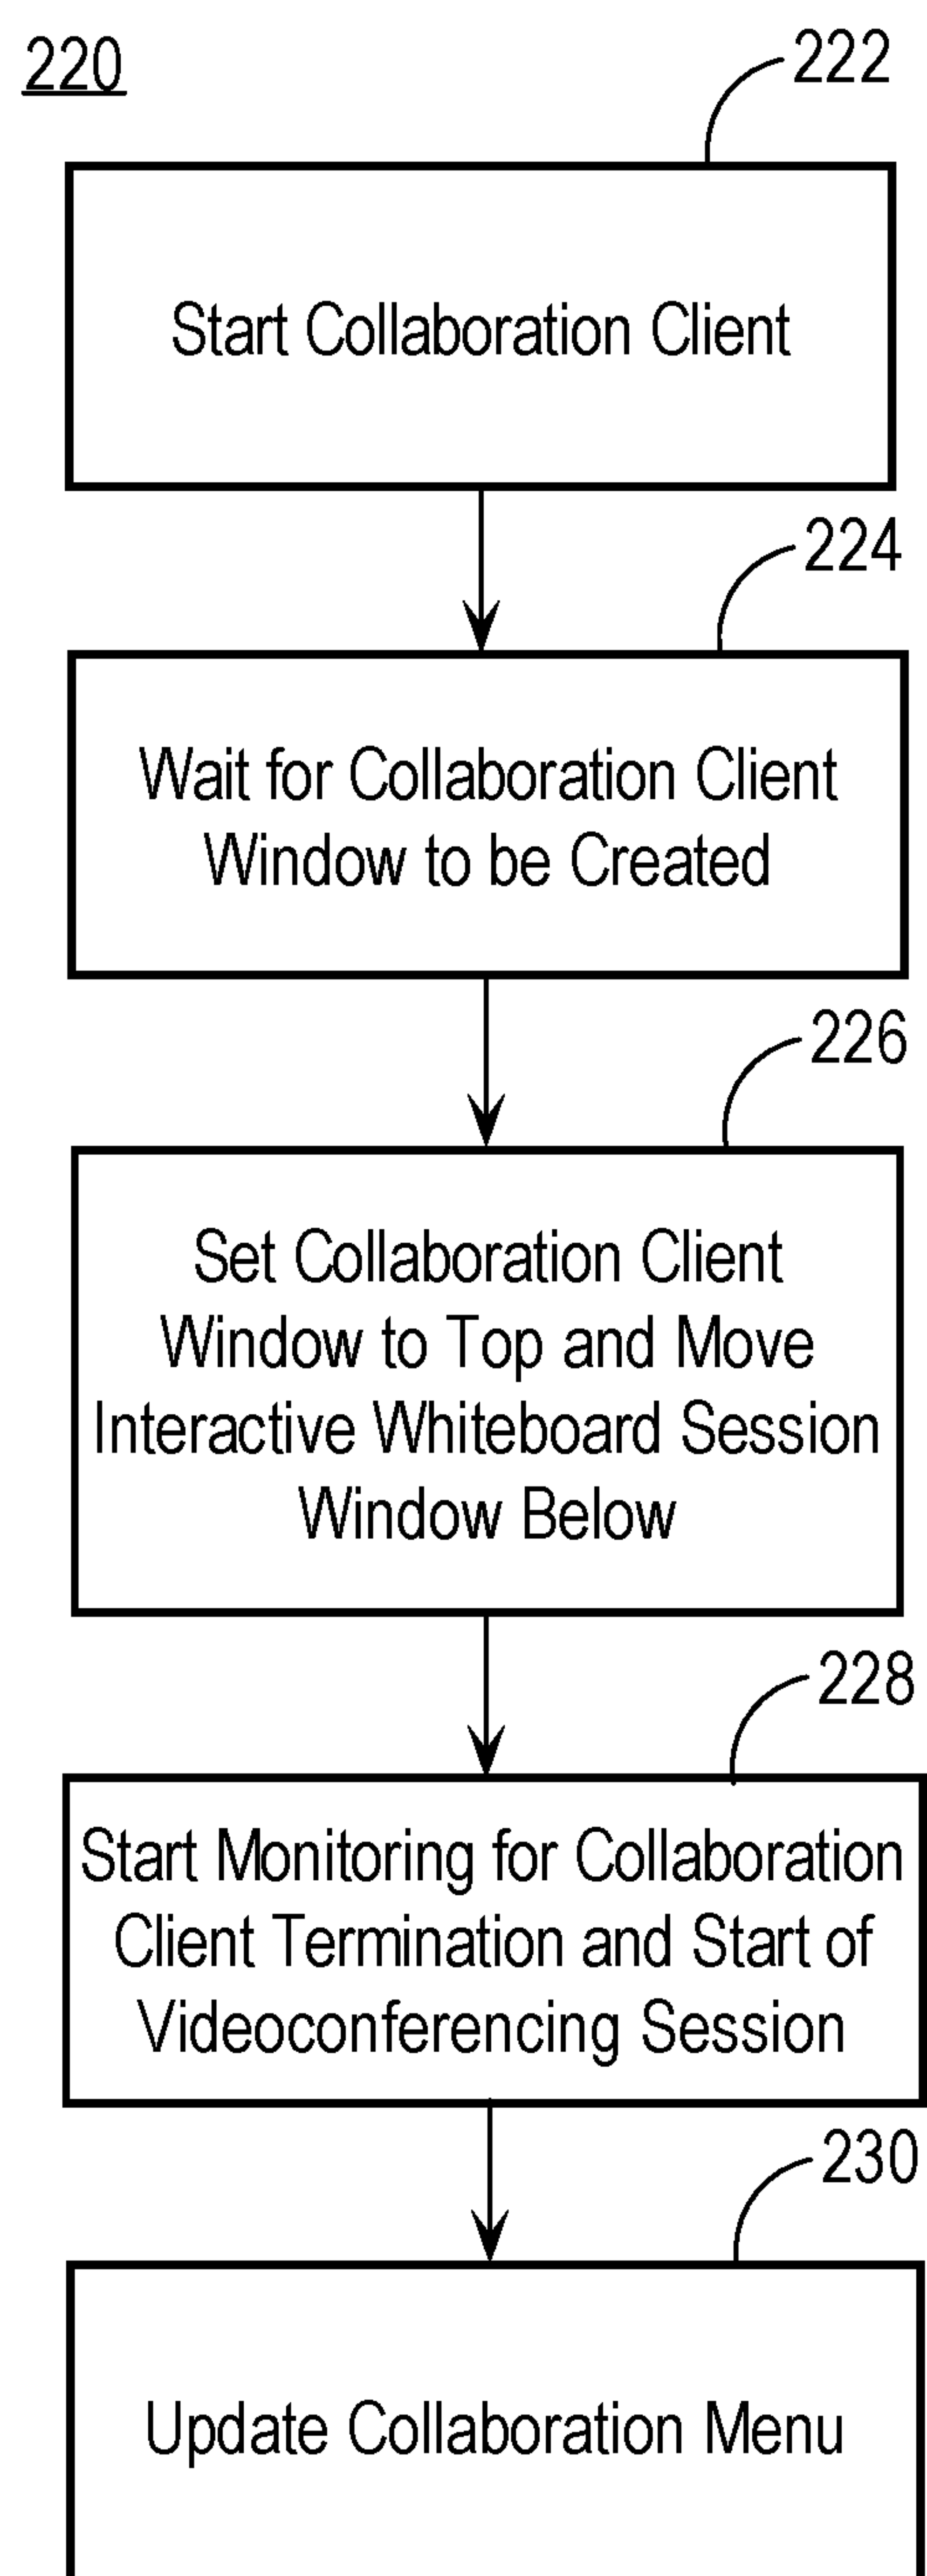 220
222
Start Collaboration Client
224
Wait for Collaboration Client
Window to be Created
226
Set Collaboration Client
Window to Top and Move
Interactive Whiteboard Session
Window Below
228
Start Monitoring for Collaboration
Client Termination and Start of
Videoconferencing Session
230
Update Collaboration Menu